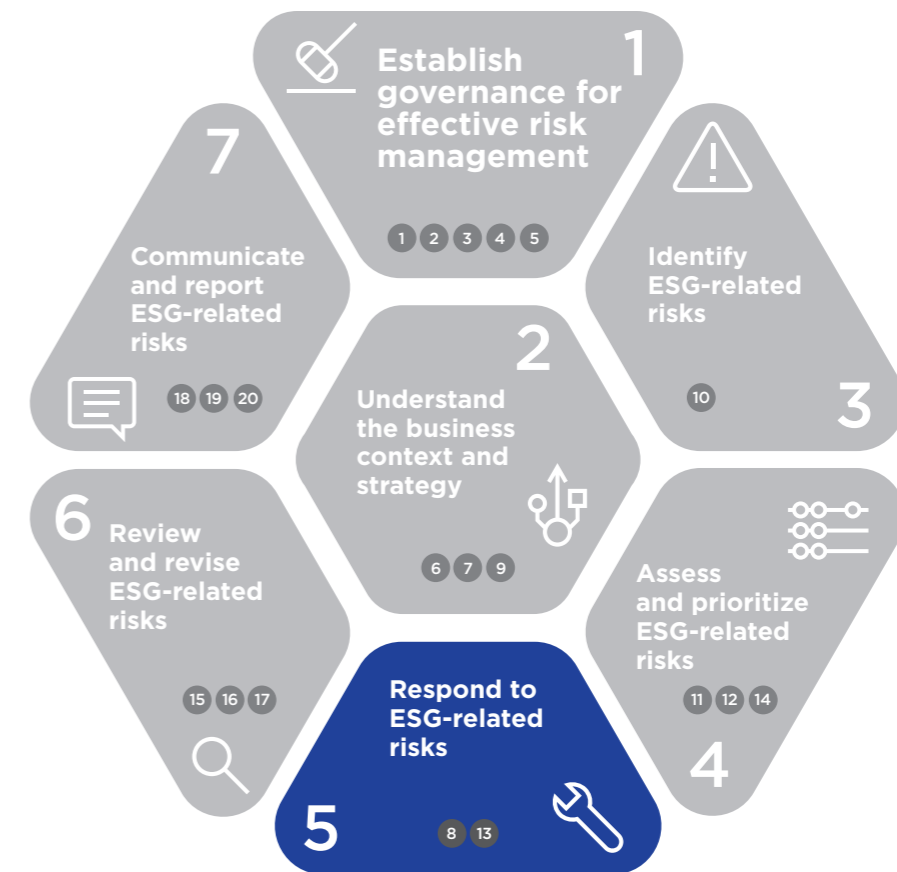 1
Establish
governance for
effective risk
management
1 2 3 4 5
2
Understand
the business
context and
strategy
6 7 9
Identify
ESG-related
risks
10
3
Assess
and prioritize
ESG-related
risks
11 12 14
4
Respond to
ESG-related
risks
5
8 13
6
Review
and revise
ESG-related
risks
15 16 17
7
Communicate
and report
ESG-related
risks
18 19 20